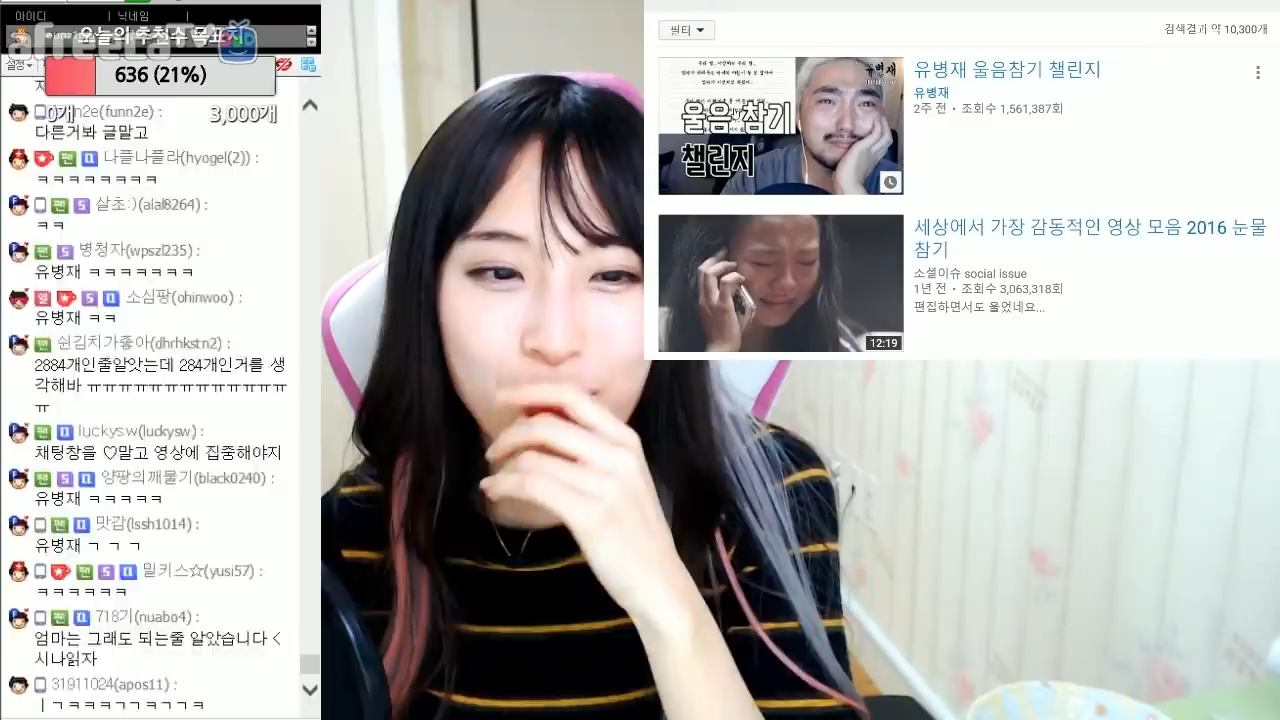 아이디 닉네임
오늘의 추천수 목표치
afreecaTV
설정
636 (21%)
0개 3,000개
다른거봐 글말고
나플나플라(hyogel(2)) :
ㅋㅋㅋㅋㅋㅋㅋㅋ
살초:)(alal8264) :
ㅋㅋ
병청자(wpszl235) :
유병재 ㅋㅋㅋㅋㅋㅋㅋ
소심팡(ohinwoo) :
유병재 ㅋㅋ
쉰김치가좋아(dhrhkstn2) :
2884개인줄알앗는데 284개인거를 생
각해바 ㅠㅠㅠㅠㅠㅠㅠㅠㅠㅠㅠㅠㅠ
ㅠ
luckysw(luckysw) :
채팅창을 ♡말고 영상에 집중해야지
양팡의깨물기(black0240) :
유병재 ㅋㅋㅋㅋㅋ
맛감(lssh1014) :
유병재 ㄱ ㄱ ㄱ
밀키스☆(yusi57) :
ㅋㅋㅋㅋㅋㅋ
718기(nuabo4) :
엄마는 그래도 되는줄 알았습니다 <
시나읽자
31911024(apos11) :
필터
검색결과 약 10,300개
울음 참기
챌린지
유병재
유병재 울음참기 챌린지
유병재
2주 전 · 조회수 1,561,387회
12:19
세상에서 가장 감동적인 영상 모음 2016 눈물
참기
소셜이슈 social issue
1년 전 · 조회수 3,063,318회
편집하면서도 울었네요...